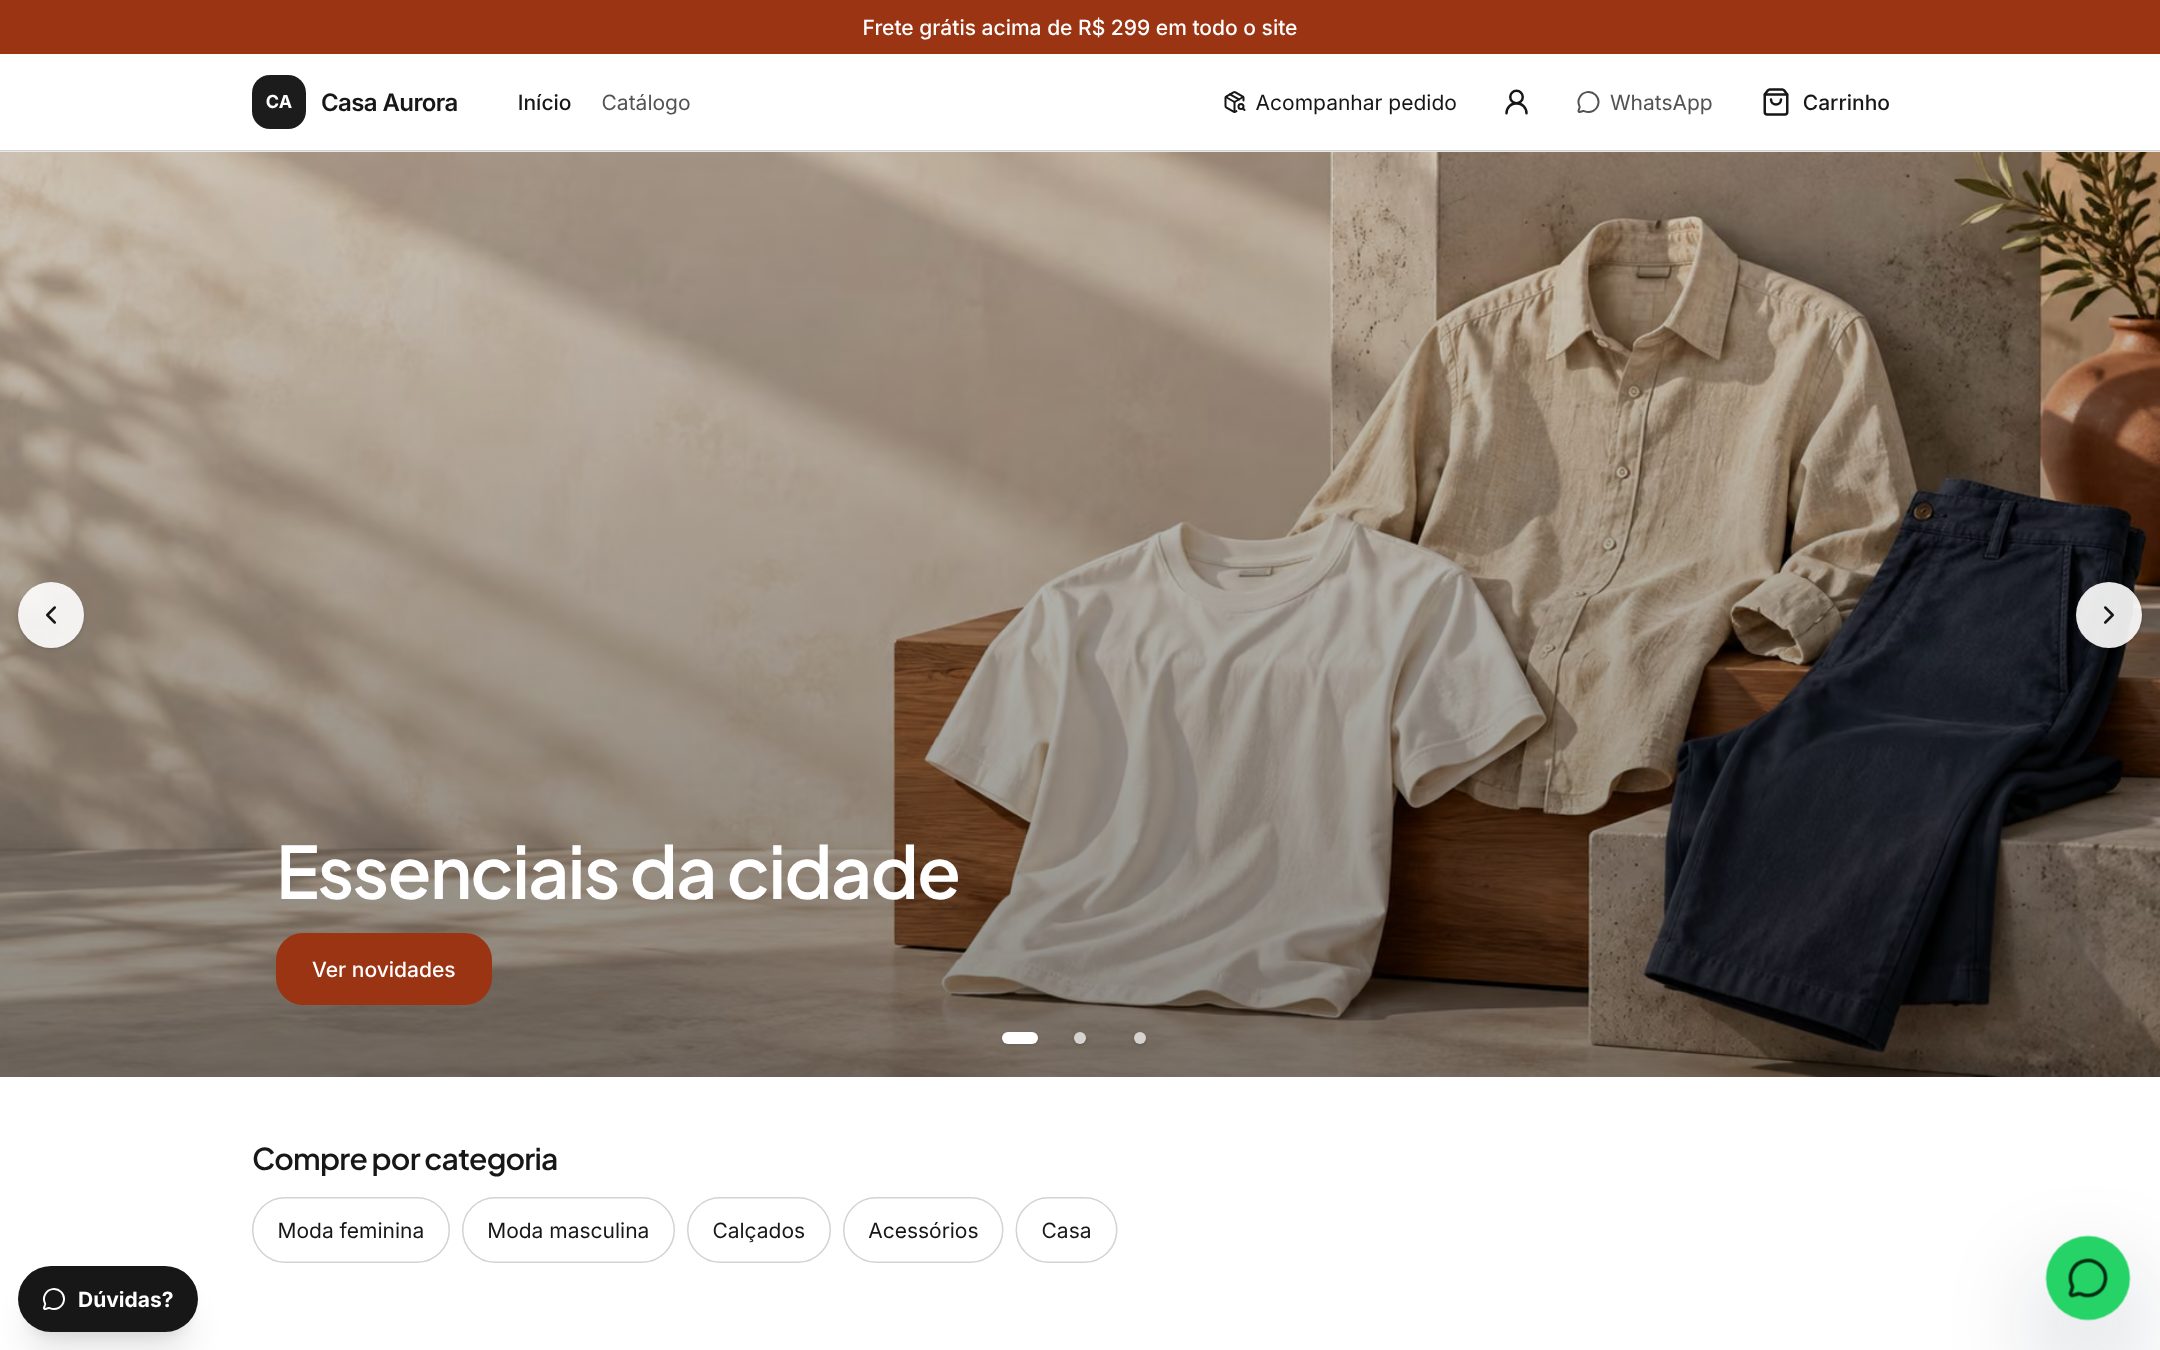 Frete grátis acima de R$ 299 em todo o site
CA Casa Aurora Início Catálogo Acompanhar pedido WhatsApp Carrinho
Essenciais da cidade
Ver novidades
Compre por categoria
Moda feminina Moda masculina Calçados Acessórios Casa
Dúvidas?